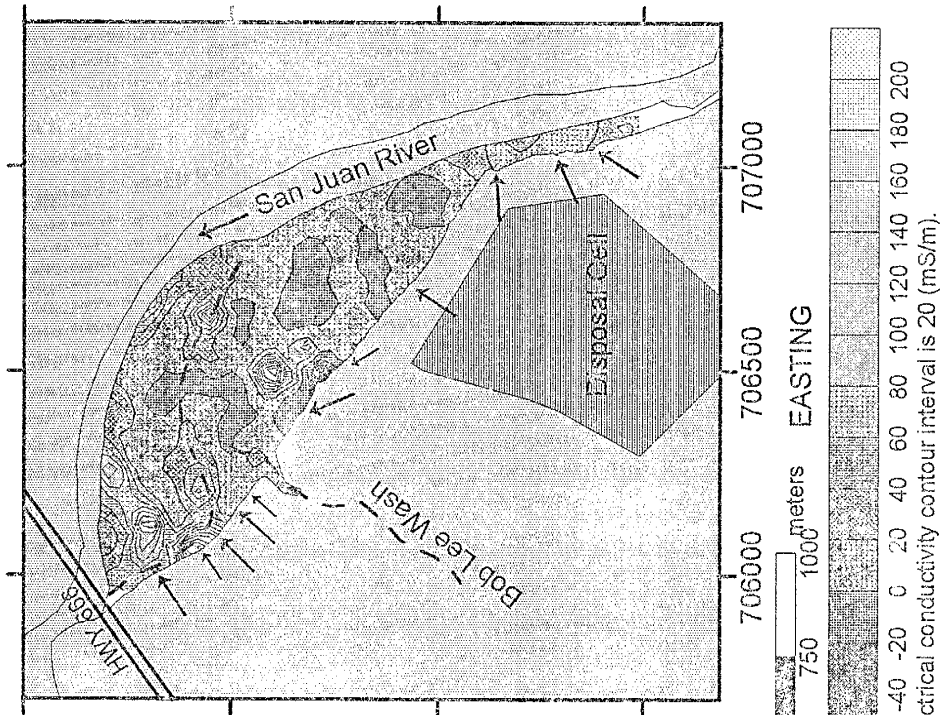 HWY 666
San Juan River
Disposal Cell
Bob Lee Wash
706000
706500
707000
EASTING
750
1000
meters
-40 -20 0 20 40 60 80 100 120 140 160 180 200
ctrical conductivity contour interval is 20 (mS/m).